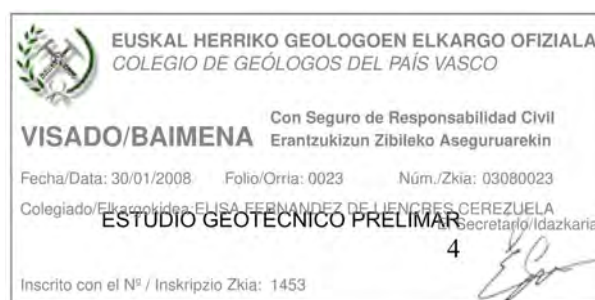 EUSKAL HERRIKO GEOLOGOEN ELKARGO OFIZIALA
COLEGIO DE GEÓLOGOS DEL PAÍS VASCO
Con Seguro de Responsabilidad Civil
VISADO/BAIMENA Erantzukizun Zibileko Aseguruarekin
Fecha/Data: 30/01/2008 Folio/Orria: 0023 Núm./Zkia: 03080023
Colegiado/Elkargokidea: ELISA FERNANDEZ DE LIENCRES CEREZUELA
ESTUDIO GEOTECNICO PRELIMAR
El Secretario/Idazkaria
4
Inscrito con el Nº / Inskripzio Zkia: 1453